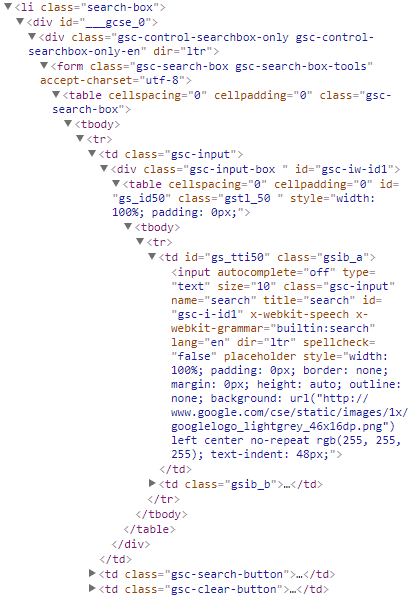 ▼<li class="search-box">
▼<div id="___gcse_0">
▼<div class="gsc-control-searchbox-only gsc-control-
searchbox-only-en" dir="ltr">
▼<form class="gsc-search-box gsc-search-box-tools"
accept-charset="utf-8">
▼<table cellspacing="0" cellpadding="0" class="gsc-
search-box">
▼<tbody>
▼<tr>
▼<td class="gsc-input">
▼<div class="gsc-input-box " id="gsc-iw-id1">
▼<table cellspacing="0" cellpadding="0" id=
"gs_id50" class="gstl_50 " style="width:
100%; padding: 0px;">
▼<tbody>
▼<tr>
▼<td id="gs_tti50" class="gsib_a">
<input autocomplete="off" type=
"text" size="10" class="gsc-input"
name="search" title="search" id=
"gsc-i-id1" x-webkit-speech x-
webkit-grammar="builtin:search"
lang="en" dir="ltr" spellcheck=
"false" placeholder style="width:
100%; padding: 0px; border: none;
margin: 0px; height: auto; outline:
none; background: url("http://
www.google.com/cse/static/images/1x/
googlelogo_lightgrey_46x16dp.png")
left center no-repeat rgb(255, 255,
255); text-indent: 48px;">
</td>
▶<td class="gsib_b">…</td>
</tr>
</tbody>
</table>
</div>
</td>
▶<td class="gsc-search-button">…</td>
▶<td class="gsc-clear-button">…</td>